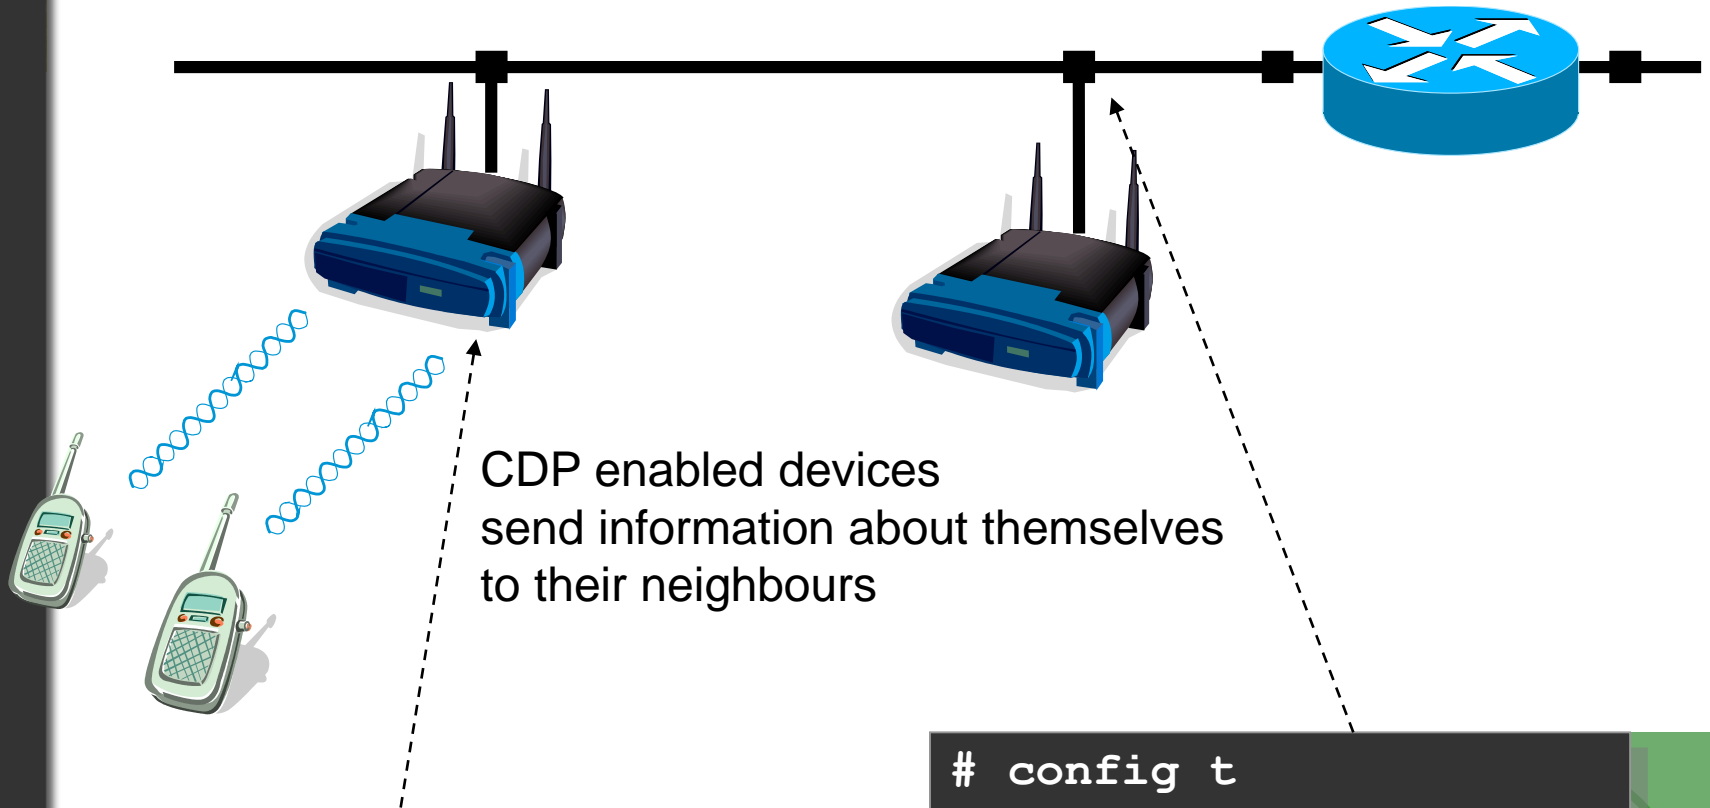 CDP enabled devices
send information about themselves
to their neighbours
# config t